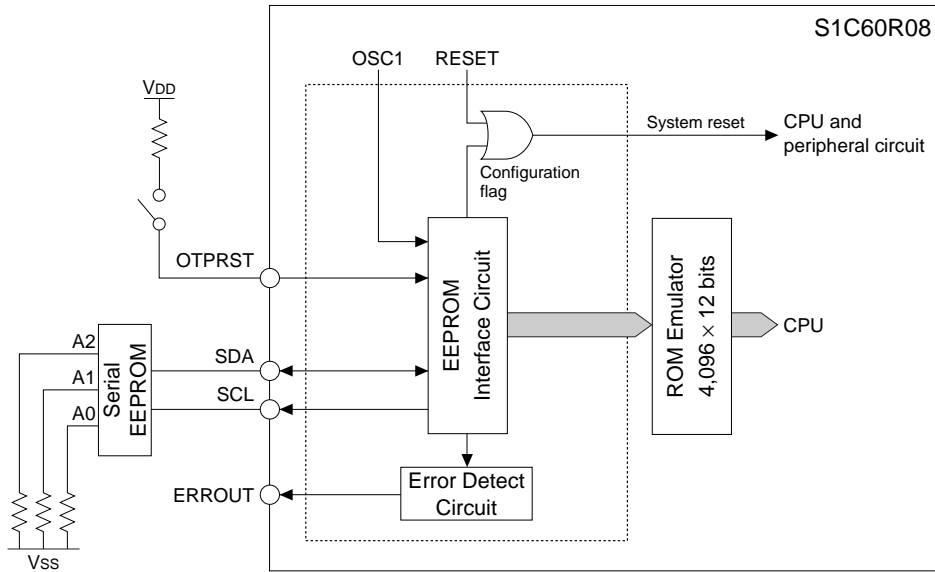 S1C60R08
OSC1
RESET
VDD
System reset
CPU and
peripheral circuit
Configuration
flag
OTPRST
EEPROM
Interface Circuit
ROM Emulator
4,096 × 12 bits
CPU
A2
A1
A0
Serial
EEPROM
SDA
SCL
ERROUT
Error Detect
Circuit
VSS